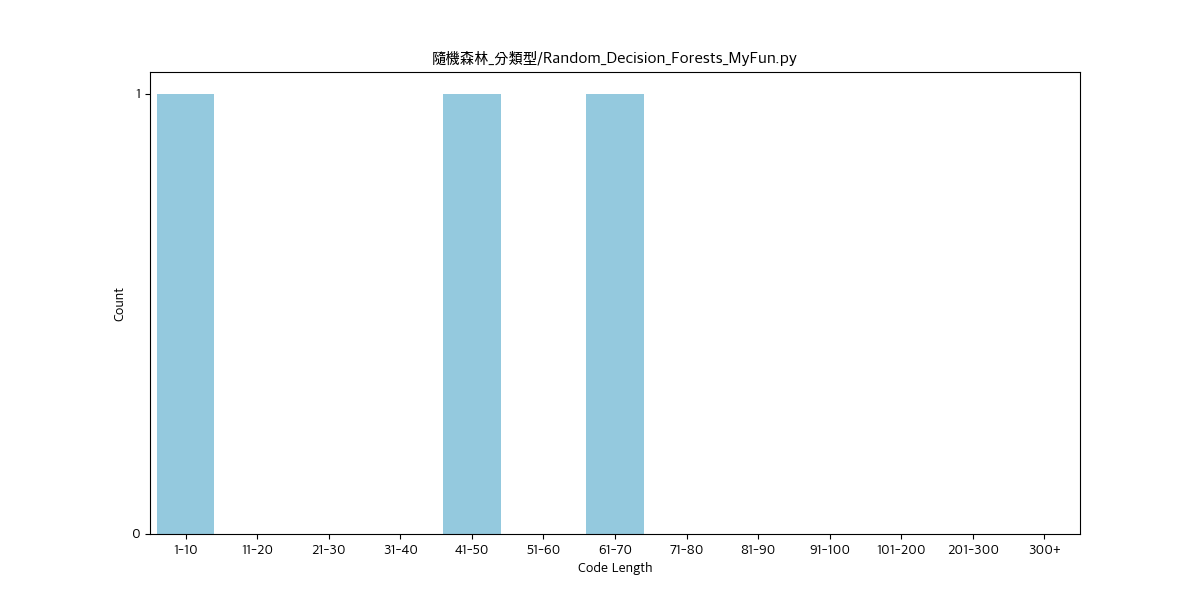 隨機森林_分類型/Random_Decision_Forests_MyFun.py
1
Count
0
1-10 11-20 21-30 31-40 41-50 51-60 61-70 71-80 81-90 91-100 101-200 201-300 300+
Code Length